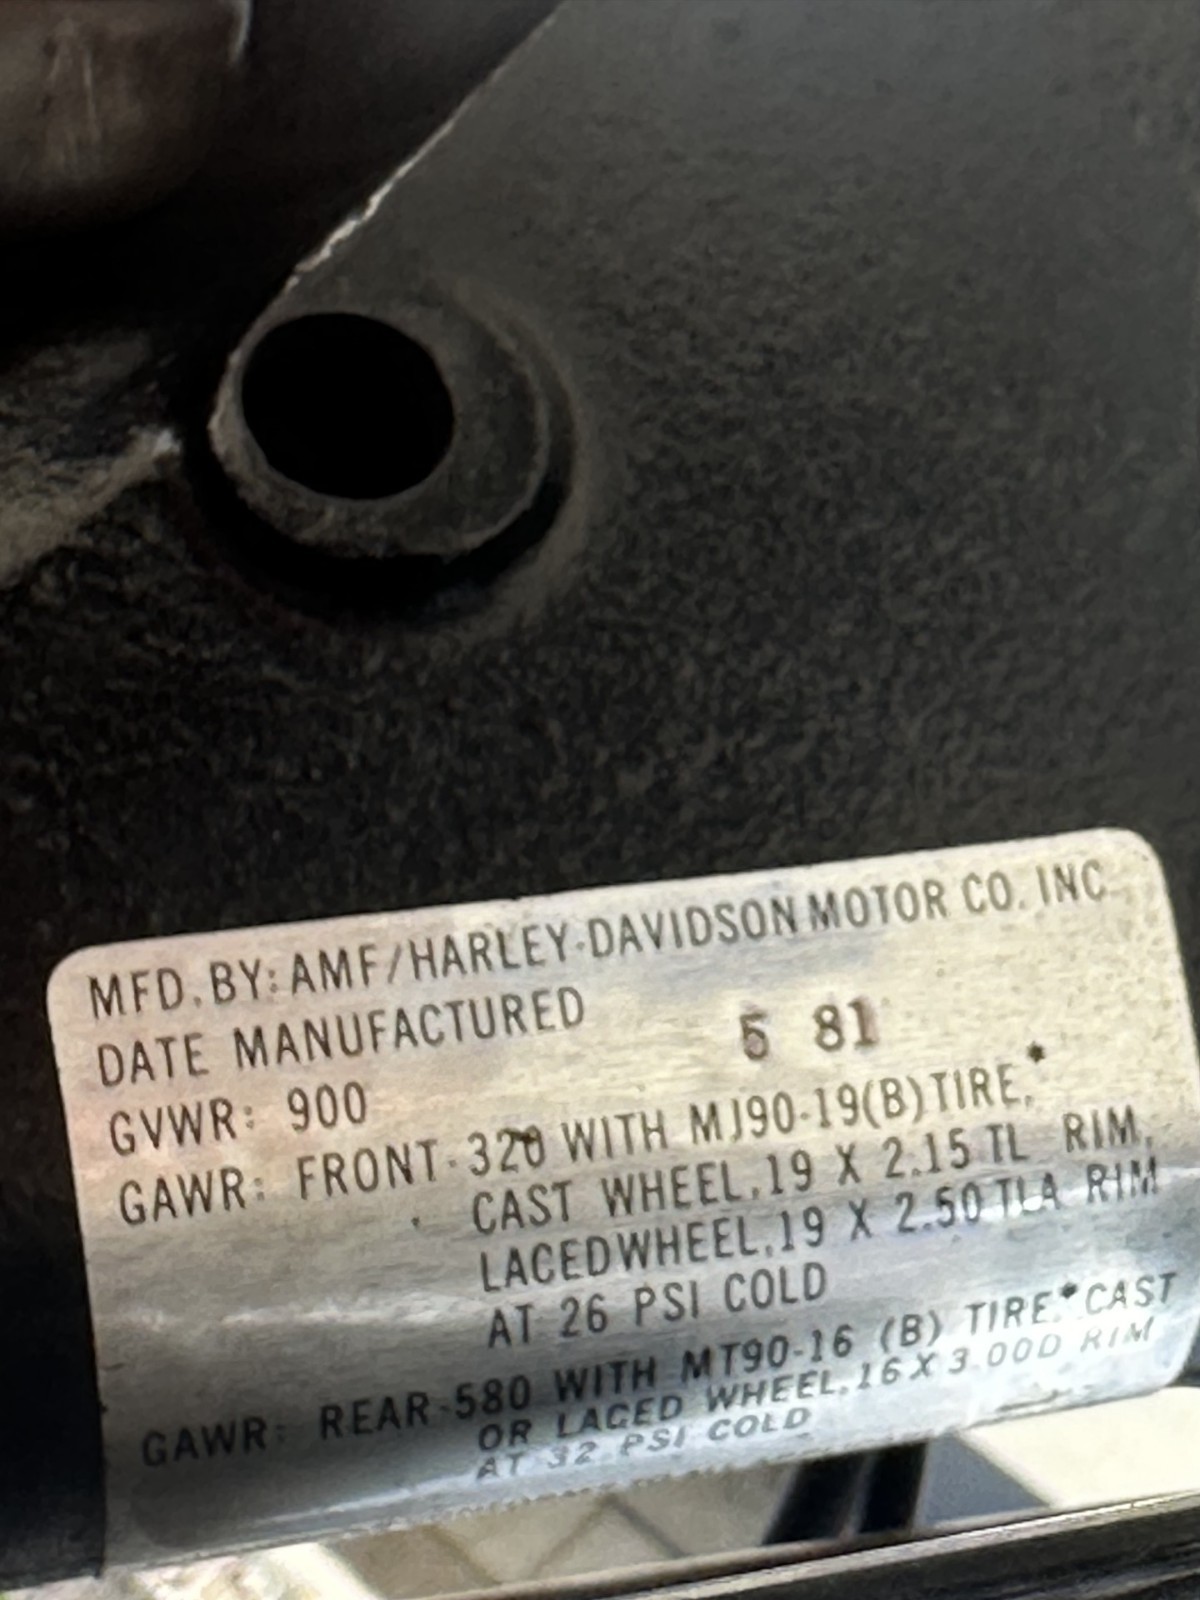 MFD. BY: AMF/HARLEY-DAVIDSON MOTOR CO. INC.
DATE MANUFACTURED 5 81
GVWR: 900
GAWR: FRONT-320 WITH MJ90-19(B) TIRE,*
CAST WHEEL, 19 X 2.15 TL RIM,
LACED WHEEL, 19 X 2.50 TLA RIM
AT 26 PSI COLD
GAWR: REAR-580 WITH MT90-16 (B) TIRE.* CAST
OR LACED WHEEL, 16 X 3.00D RIM
AT 32 PSI COLD